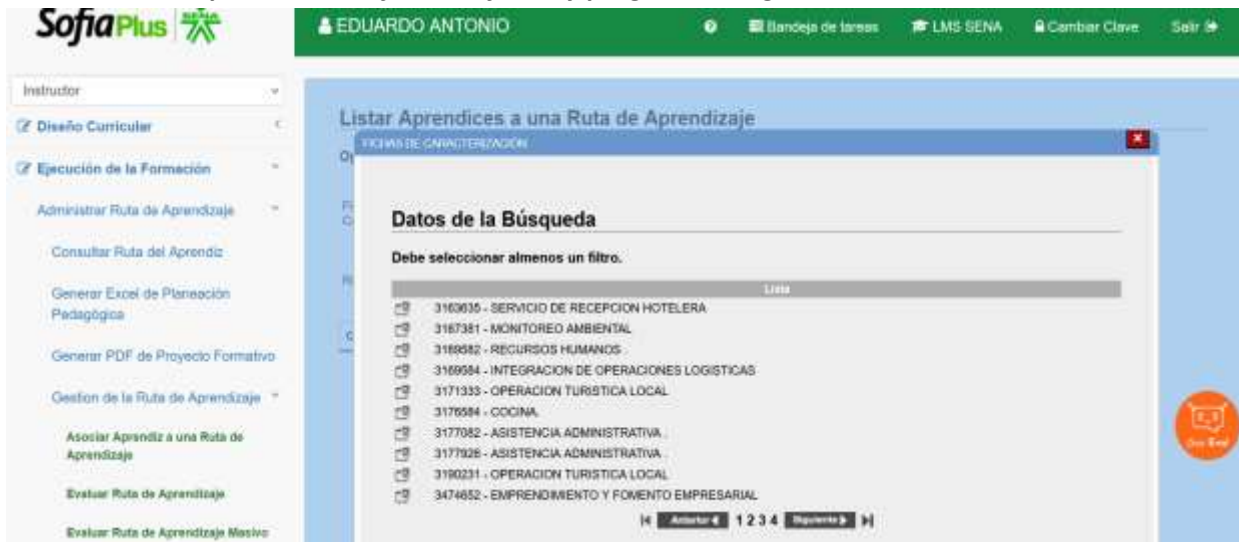 SofiaPlus
EDUARDO ANTONIO
Bandeja de tareas
LMS SENA
Cambiar Clave
Salir
Instructor
Diseño Curricular
Ejecución de la Formación
Administrar Ruta de Aprendizaje
Consultar Ruta del Aprendiz
Generar Excel de Planeación
Pedagógica
Generar PDF de Proyecto Formativo
Gestion de la Ruta de Aprendizaje
Asociar Aprendiz a una Ruta de
Aprendizaje
Evaluar Ruta de Aprendizaje
Evaluar Ruta de Aprendizaje Masivo
Listar Aprendices a una Ruta de Aprendizaje
FICHAS DE CARACTERIZACIÓN
Datos de la Búsqueda
Debe seleccionar almenos un filtro.
Lista
3163635 - SERVICIO DE RECEPCION HOTELERA
3167381 - MONITOREO AMBIENTAL
3169582 - RECURSOS HUMANOS
3169584 - INTEGRACION DE OPERACIONES LOGISTICAS
3171333 - OPERACION TURISTICA LOCAL
3176584 - COCINA.
3177082 - ASISTENCIA ADMINISTRATIVA .
3177928 - ASISTENCIA ADMINISTRATIVA .
3190231 - OPERACION TURISTICA LOCAL
3474652 - EMPRENDIMIENTO Y FOMENTO EMPRESARIAL
Anterior 1 2 3 4 Siguiente